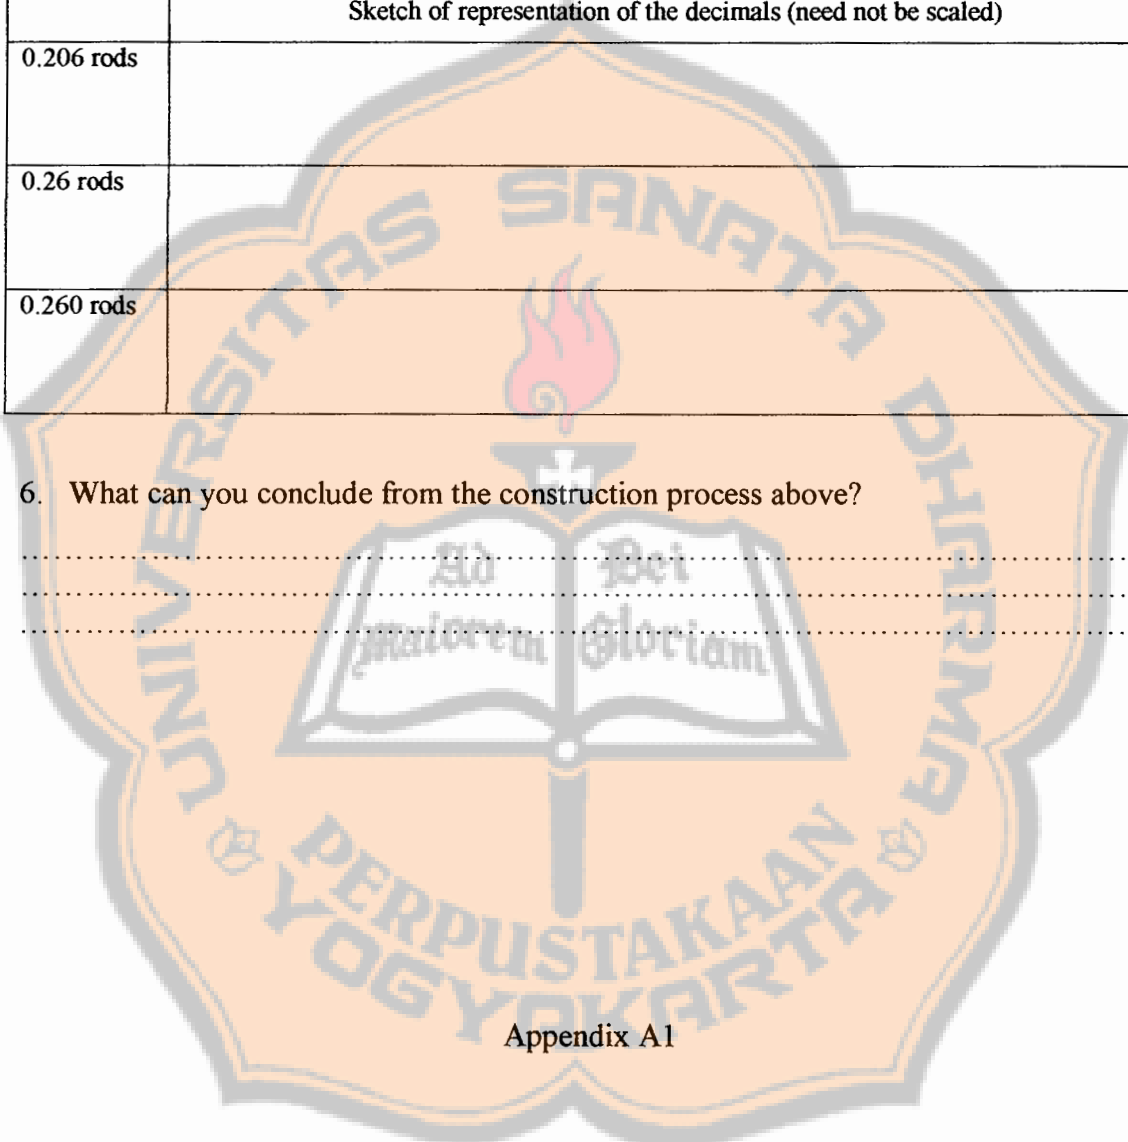 Sketch of representation of the decimals (need not be scaled)
0.206 rods
0.26 rods
0.260 rods
6. What can you conclude from the construction process above?
................................................................
................................................................
................................................................
UNIVERSITAS SANATA DHARMA
Ad Dei
maiorem Gloriam
PERPUSTAKAAN
YOGYAKARTA
Appendix A1